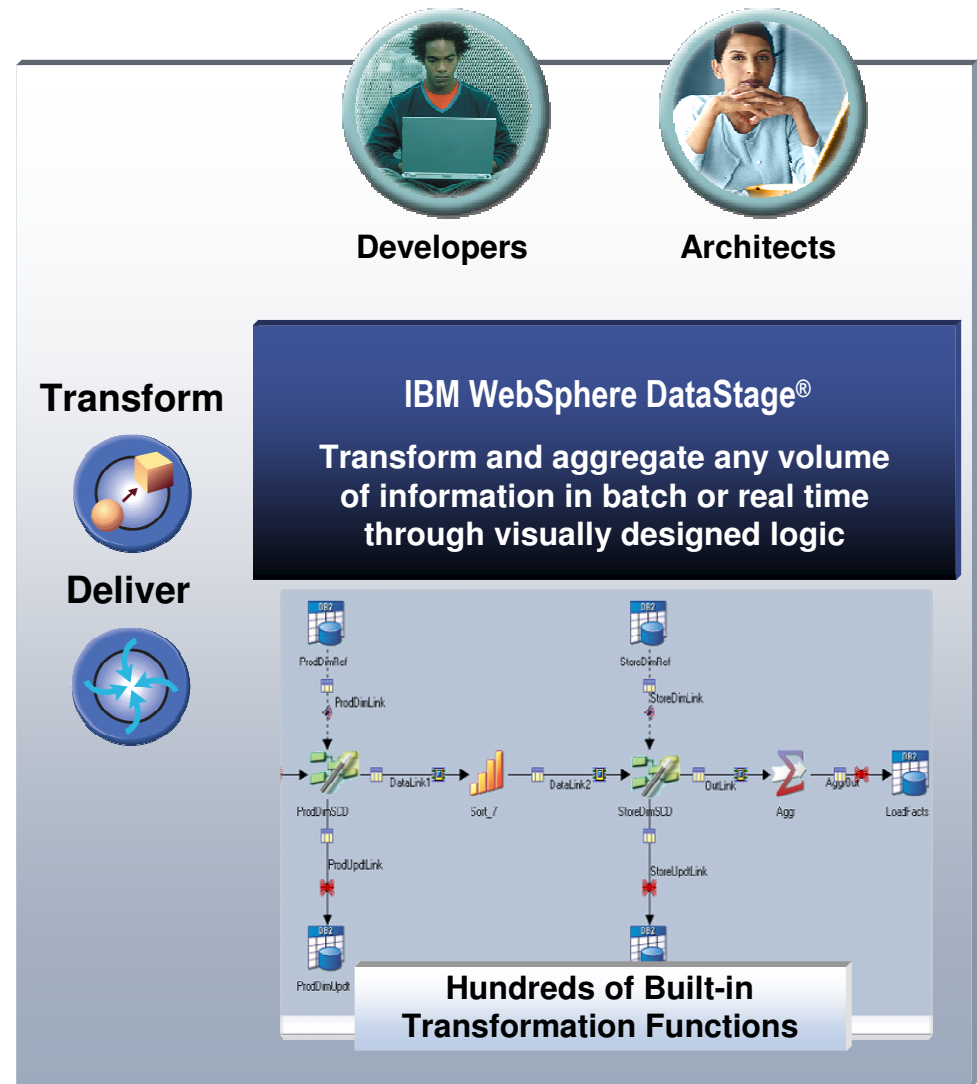 Developers
Architects
Transform
Deliver
IBM WebSphere DataStage®
Transform and aggregate any volume
of information in batch or real time
through visually designed logic
DB2
DB2
ProdDimRef
StoreDimRef
ProdDimLink
StoreDimLink
DataLink1
DataLink2
OutLink
AggrOut
DB2
ProdDimSCD
Sort_7
StoreDimSCD
Agg
LoadFacts
ProdUpdtLink
StoreUpdtLink
DB2
DB2
ProdDimUpdt
Hundreds of Built-in
Transformation Functions